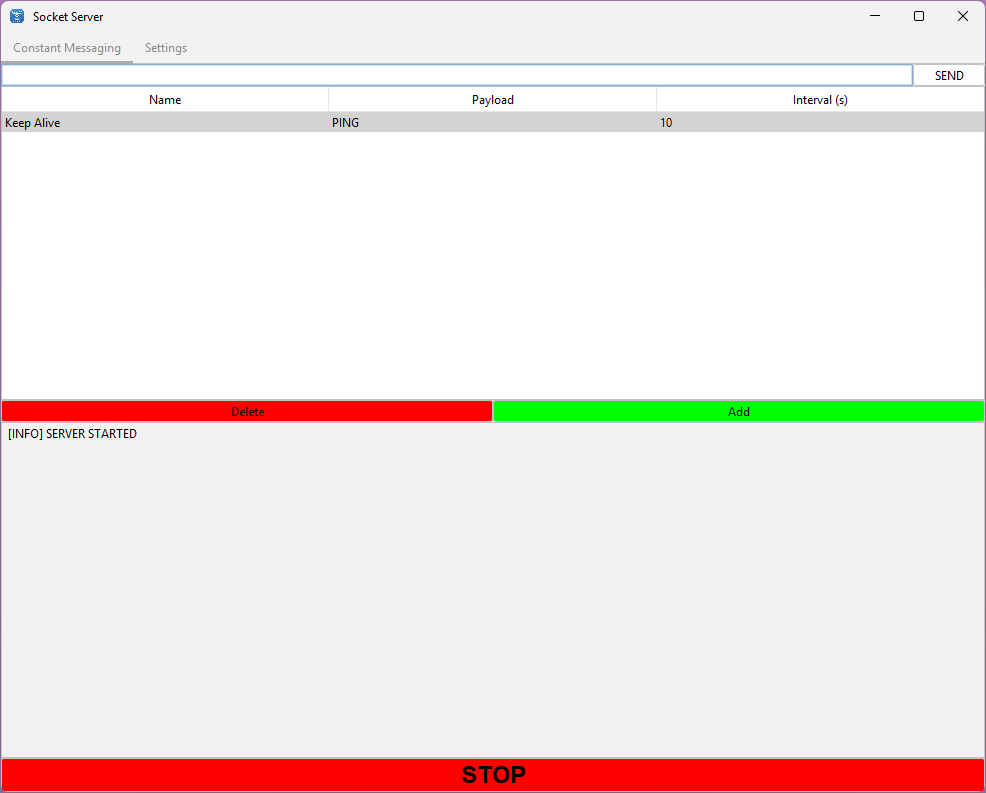 Socket Server
Constant Messaging Settings
SEND
Name Payload Interval (s)
Keep Alive PING 10
Delete Add
[INFO] SERVER STARTED
STOP